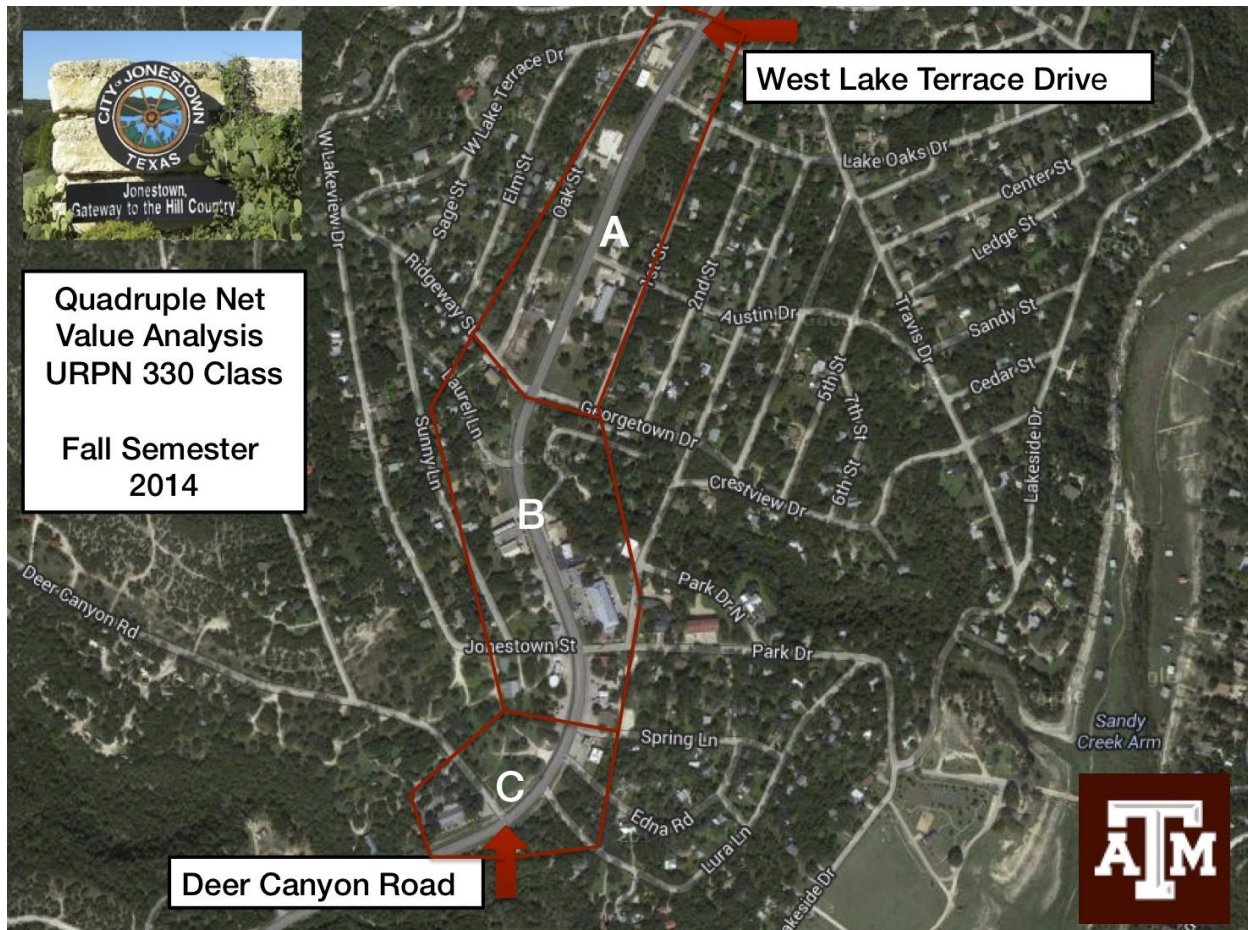 CITY OF JONESTOWN
TEXAS
Jonestown,
Gateway to the Hill Country
West Lake Terrace Drive
Quadruple Net
Value Analysis
URPN 330 Class
Fall Semester
2014
W Lake Terrace Dr
W Lakeview Dr
Sage St
Elm St
Oak St
Ridgeway St
A
1st St
2nd St
Lake Oaks Dr
Center St
Ledge St
Austin Dr
Travis Dr
Sandy St
Cedar St
Lakeside Dr
5th St
7th St
6th St
Laurel Ln
Sunny Ln
Georgetown Dr
Crestview Dr
B
Deer Canyon Rd
Park Dr N
Jonestown St
Park Dr
Spring Ln
Sandy
Creek Arm
C
Edna Rd
Lura Ln
Lakeside Dr
Deer Canyon Road
ATM